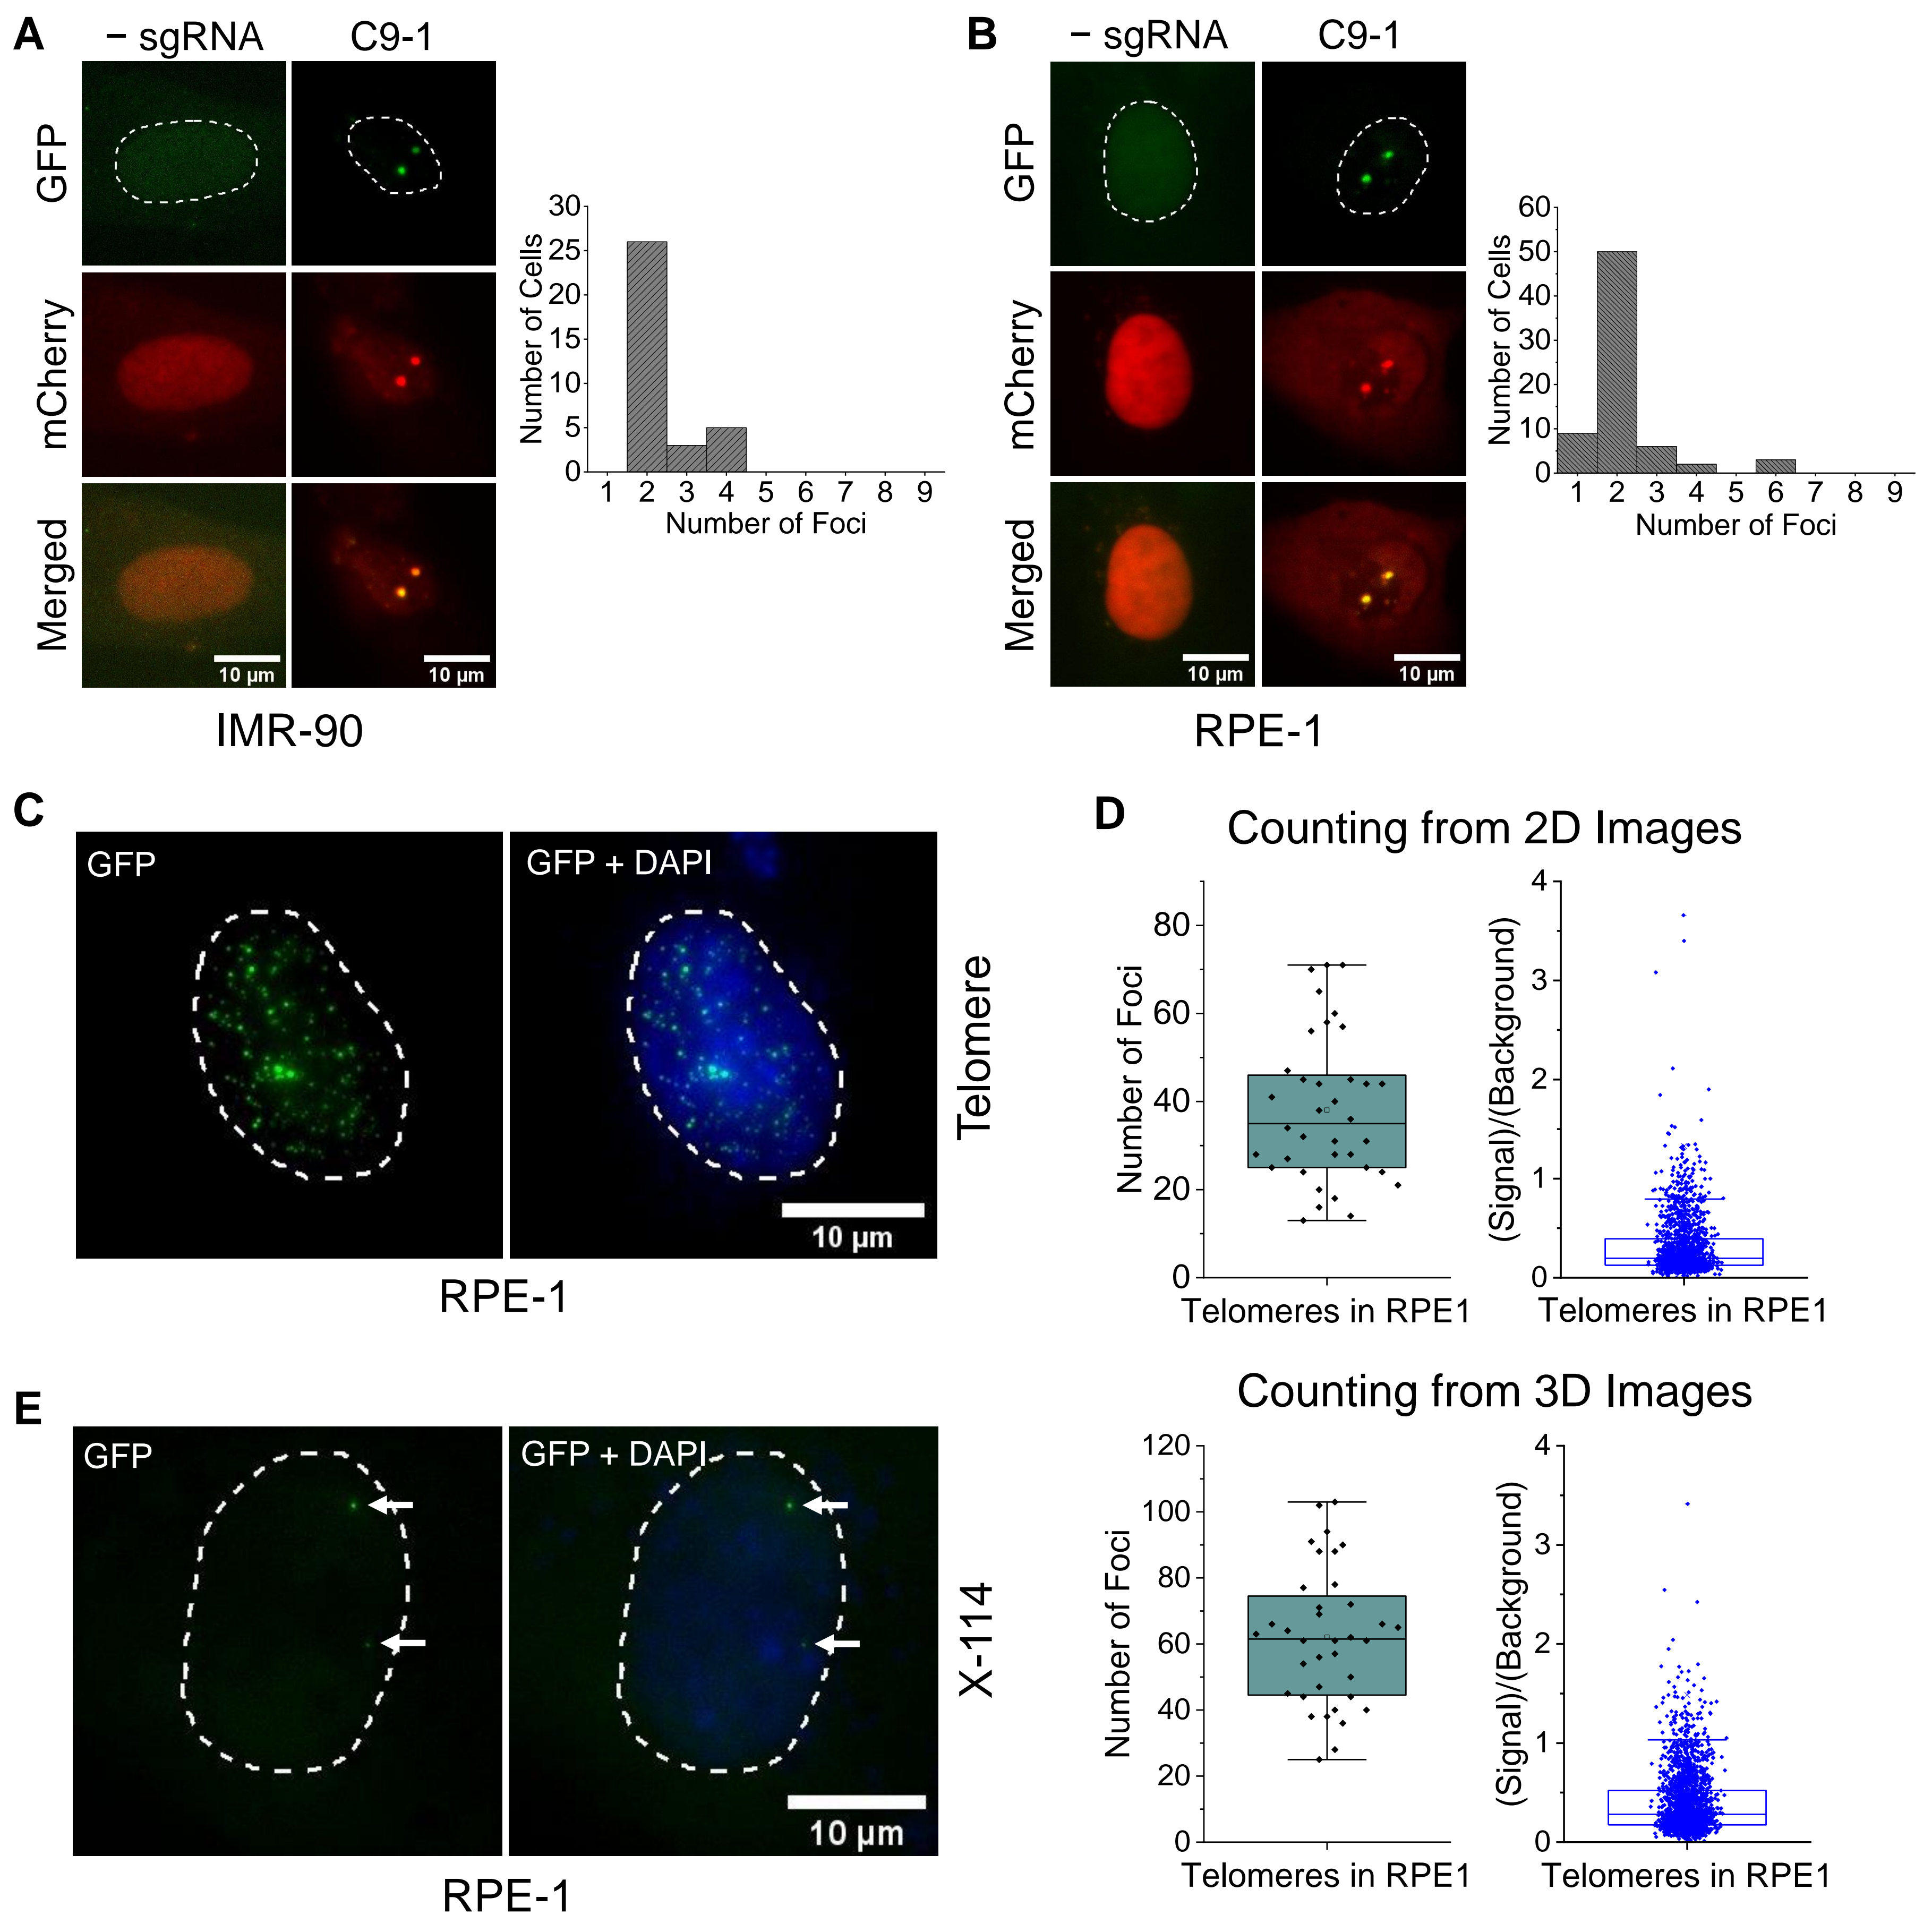 A
− sgRNA
C9-1
GFP
mCherry
Merged
10 µm
10 µm
IMR-90
Number of Cells
30
25
20
15
10
5
0
1 2 3 4 5 6 7 8 9
Number of Foci
B
− sgRNA
C9-1
GFP
mCherry
Merged
10 µm
10 µm
RPE-1
Number of Cells
60
50
40
30
20
10
0
1 2 3 4 5 6 7 8 9
Number of Foci
C
GFP
GFP + DAPI
10 µm
Telomere
RPE-1
D
Counting from 2D Images
Number of Foci
80
60
40
20
0
Telomeres in RPE1
(Signal)/(Background)
4
3
2
1
0
Telomeres in RPE1
Counting from 3D Images
Number of Foci
120
100
80
60
40
20
0
Telomeres in RPE1
(Signal)/(Background)
4
3
2
1
0
Telomeres in RPE1
E
GFP
GFP + DAPI
10 µm
X-114
RPE-1